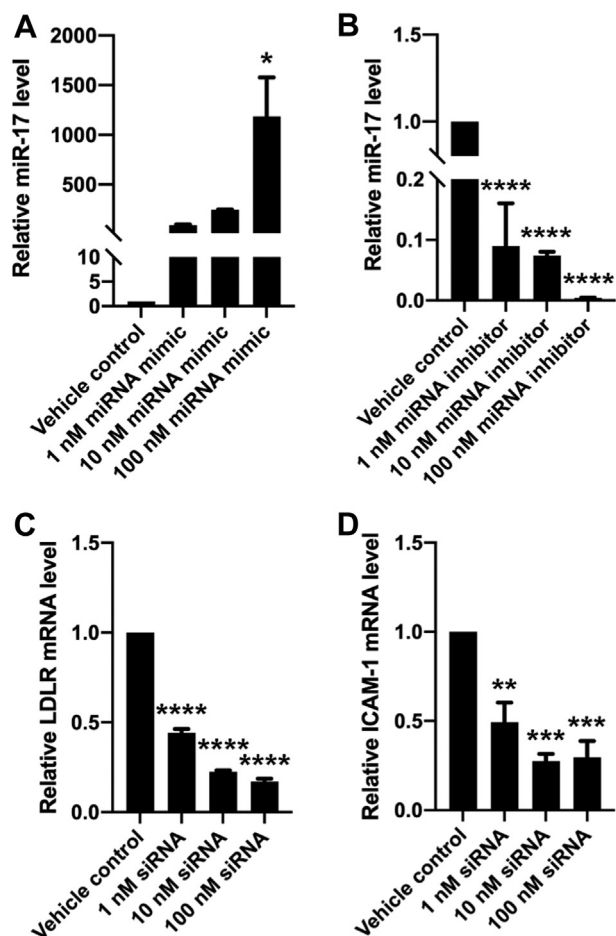 A
Relative miR-17 level
2000
1500
1000
500
10
5
0
*
Vehicle control
1 nM miRNA mimic
10 nM miRNA mimic
100 nM miRNA mimic
B
Relative miR-17 level
1.5
1.0
0.2
0.1
0.0
****
****
****
Vehicle control
1 nM miRNA inhibitor
10 nM miRNA inhibitor
100 nM miRNA inhibitor
C
Relative LDLR mRNA level
1.5
1.0
0.5
0.0
****
****
****
Vehicle control
1 nM siRNA
10 nM siRNA
100 nM siRNA
D
Relative ICAM-1 mRNA level
1.5
1.0
0.5
0.0
**
***
***
Vehicle control
1 nM siRNA
10 nM siRNA
100 nM siRNA